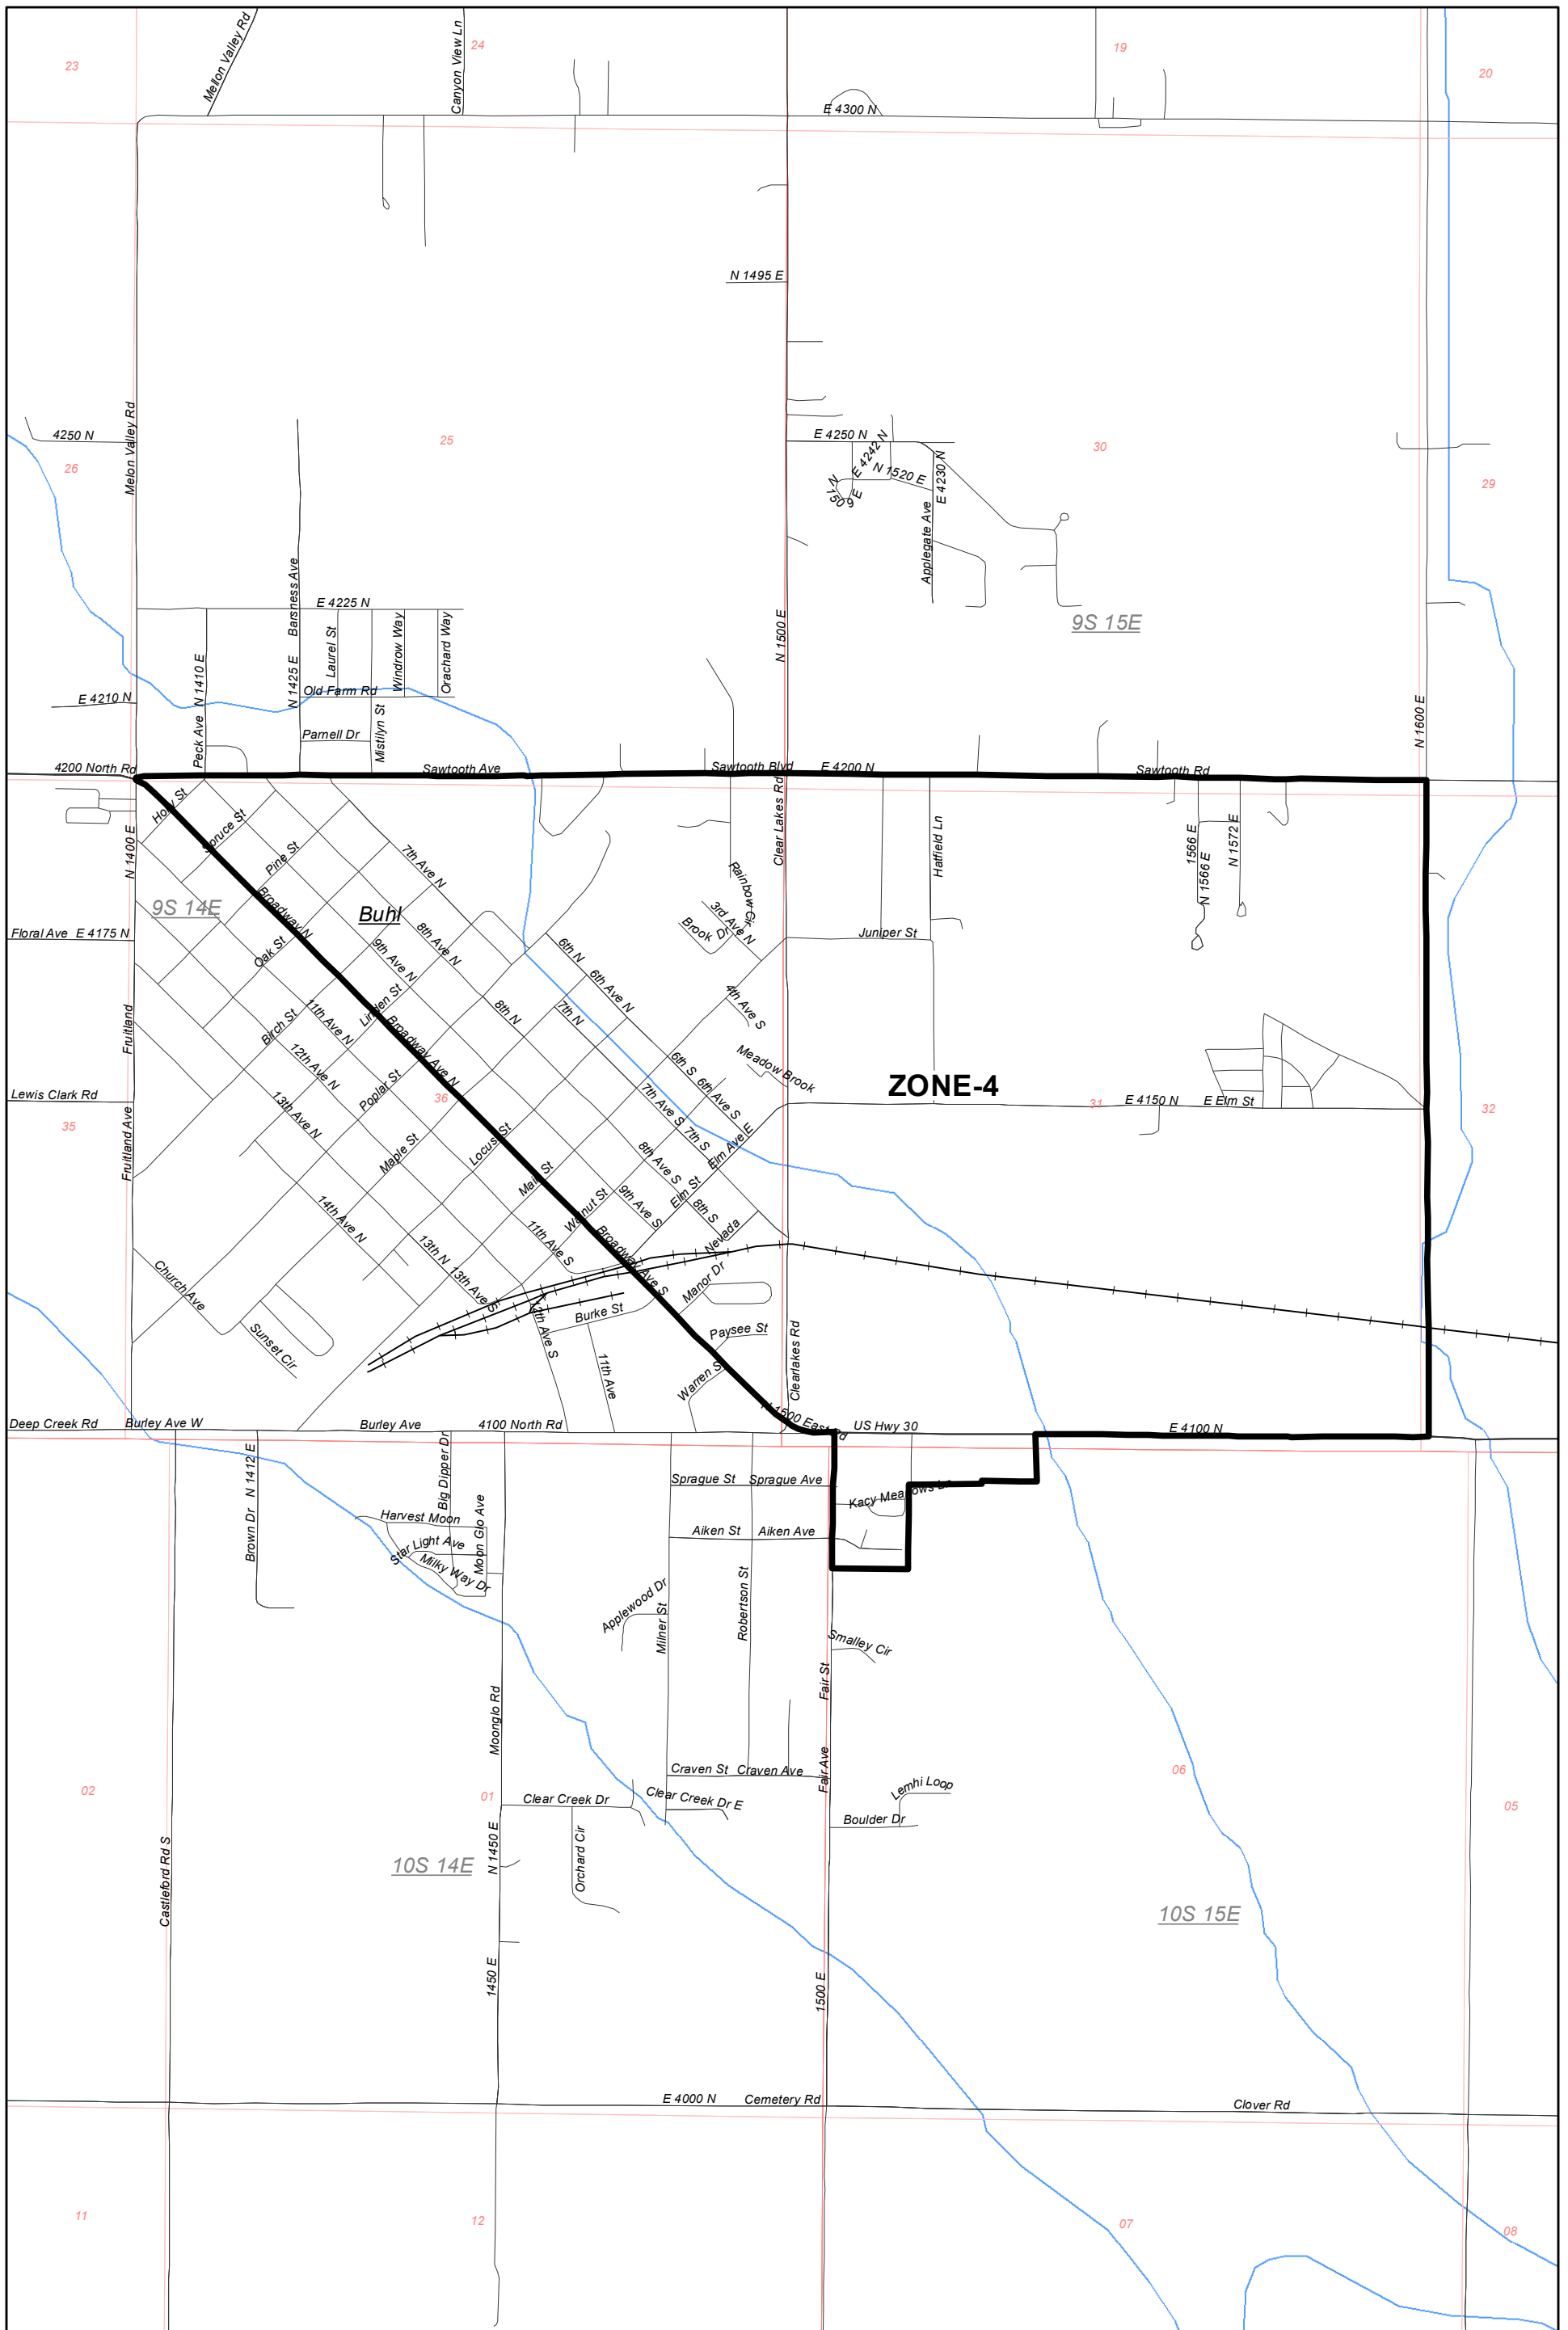 23
Mellon Valley Rd
24
Canyon View Ln
19
20
E 4300 N
N 1495 E
Melon Valley Rd
4250 N
26
25
E 4250 N
E 4242 N
N 1520 E
E 4230 N
N 1509 E
Applegate Ave
30
29
Barsness Ave
E 4225 N
N 1425 E
Laurel St
Windrow Way
Orachard Way
N 1410 E
Peck Ave
Old Farm Rd
E 4210 N
Parnell Dr
Mistilyn St
N 1500 E
9S 15E
N 1600 E
4200 North Rd
Sawtooth Ave
Sawtooth Blvd
E 4200 N
Sawtooth Rd
Holly St
Spruce St
Pine St
7th Ave N
Clear Lakes Rd
Hatfield Ln
1566 E
N 1566 E
N 1572 E
N 1400 E
9S 14E
Buhl
Broadway N
Rainbow Cir
3rd Ave N
Brook Dr
Floral Ave E 4175 N
Oak St
9th Ave N
8th Ave N
6th N
6th Ave N
Juniper St
Linden St
11th Ave N
8th N
7th N
4th Ave S
Birch St
Fruitland
Broadway Ave N
12th Ave N
6th S
6th Ave S
Meadow Brook
ZONE-4
Lewis Clark Rd
Poplar St
36
13th Ave N
7th Ave S
7th S
31
E 4150 N
E Elm St
32
35
Fruitland Ave
Maple St
Locust St
8th Ave S
Elm Ave E
Main St
Walnut St
9th Ave S
Elm St
8th S
14th Ave N
11th Ave S
Broadway Ave S
Nevada
13th N
13th Ave S
Church Ave
Manor Dr
12th Ave S
Burke St
Sunset Cir
Paysee St
Clearlakes Rd
11th Ave
Warren St
N 1500 East Rd
Deep Creek Rd
Burley Ave W
Burley Ave
4100 North Rd
US Hwy 30
E 4100 N
N 1412 E
Brown Dr
Big Dipper Dr
Moon Glo Ave
Sprague St
Sprague Ave
Kacy Meadows Ln
Harvest Moon
Aiken St
Aiken Ave
Star Light Ave
Milky Way Dr
Applewood Dr
Milner St
Robertson St
Smalley Cir
Fair St
Moonglo Rd
Fair Ave
Craven St
Craven Ave
06
02
01
Clear Creek Dr
Clear Creek Dr E
Lemhi Loop
Boulder Dr
05
N 1450 E
Orchard Cir
10S 14E
Castleford Rd S
10S 15E
1450 E
1500 E
E 4000 N
Cemetery Rd
Clover Rd
11
12
07
08